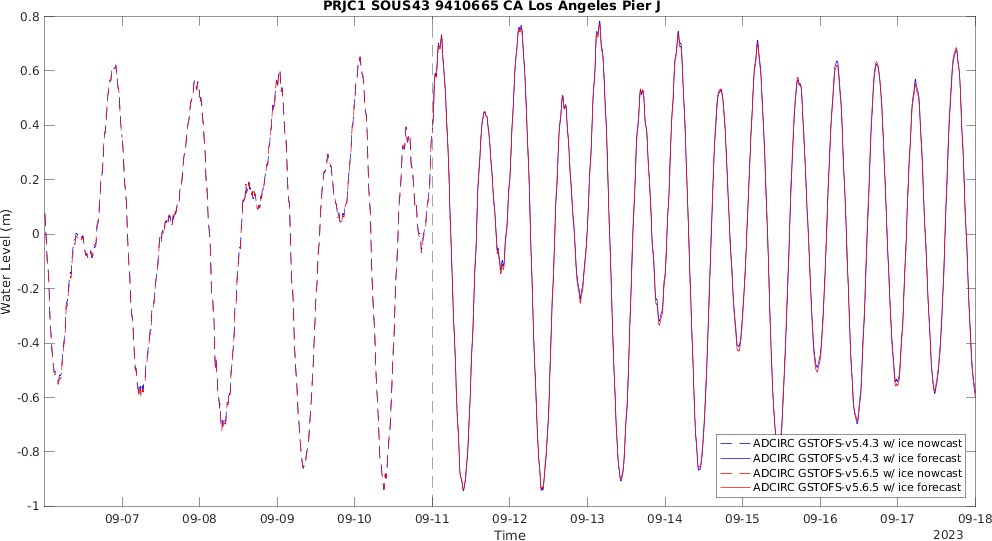 PRJC1 SOUS43 9410665 CA Los Angeles Pier J
0.8
0.6
0.4
0.2
0
-0.2
-0.4
-0.6
-0.8
-1
Water Level (m)
ADCIRC GSTOFS-v5.4.3 w/ ice nowcast
ADCIRC GSTOFS-v5.4.3 w/ ice forecast
ADCIRC GSTOFS-v5.6.5 w/ ice nowcast
ADCIRC GSTOFS-v5.6.5 w/ ice forecast
09-07 09-08 09-09 09-10 09-11 09-12 09-13 09-14 09-15 09-16 09-17 09-18
Time
2023